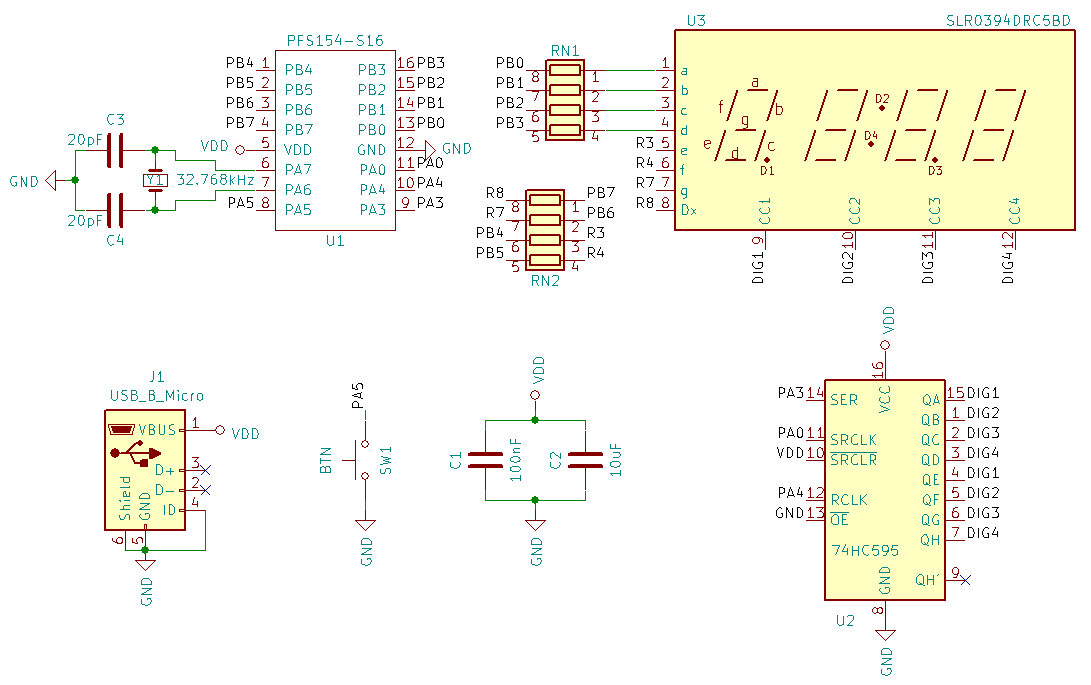 PFS154-S16
PB4 1 PB4 PB3 16 PB3
PB5 2 PB5 PB2 15 PB2
PB6 3 PB6 PB1 14 PB1
PB7 4 PB7 PB0 13 PB0
VDD 5 VDD GND 12 GND
6 PA7 PA0 11 PA0
7 PA6 PA4 10 PA4
PA5 8 PA5 PA3 9 PA3
U1
C3
20pF
GND
Y1 32.768kHz
20pF
C4
RN1
PB0 8 1
PB1 7 2
PB2 6 3
PB3 5 4
R8 8 1 PB7
R7 7 2 PB6
PB4 6 3 R3
PB5 5 4 R4
RN2
U3 SLR0394DRC5BD
1 a
2 b
3 c
4 d
R3 5 e
R4 6 f
R7 7 g
R8 8 Dx
a
f b
g
e c
d
D1
D2
D4
D3
CC1 CC2 CC3 CC4
9 10 11 12
DIG1 DIG2 DIG3 DIG4
J1
USB_B_Micro
VBUS 1 VDD
D+ 3
D- 2
ID 4
Shield GND
6 5
GND
PA5
BTN SW1
GND
VDD
C1 100nF C2 10uF
GND
VDD
16
VCC
PA3 14 SER QA 15 DIG1
QB 1 DIG2
PA0 11 SRCLK QC 2 DIG3
VDD 10 SRCLR QD 3 DIG4
QE 4 DIG1
PA4 12 RCLK QF 5 DIG2
GND 13 OE QG 6 DIG3
QH 7 DIG4
74HC595
GND QH' 9
8
U2
GND